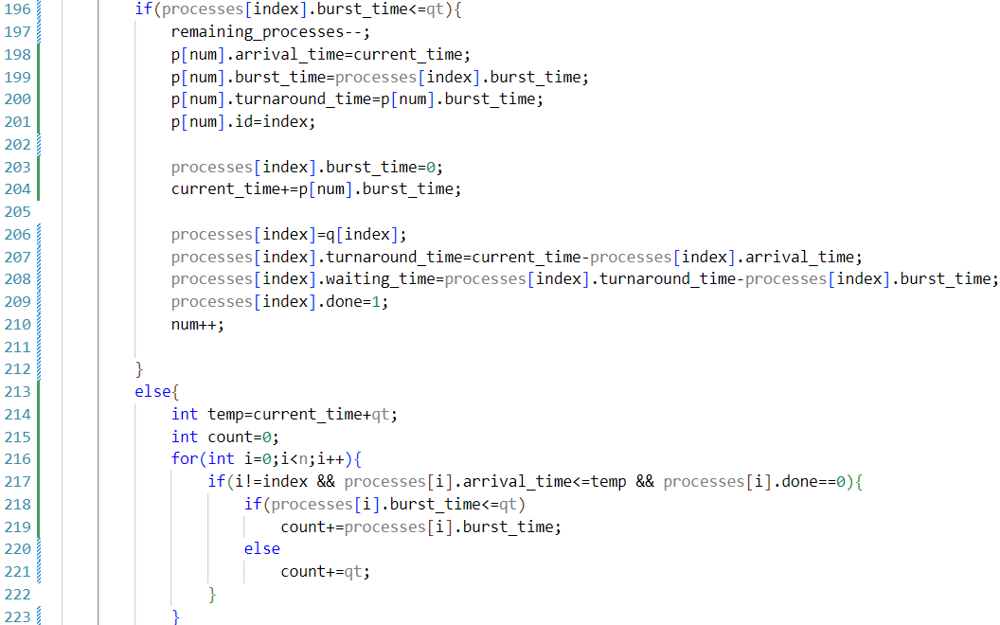 196 if(processes[index].burst_time<=qt){
197 remaining_processes--;
198 p[num].arrival_time=current_time;
199 p[num].burst_time=processes[index].burst_time;
200 p[num].turnaround_time=p[num].burst_time;
201 p[num].id=index;
202
203 processes[index].burst_time=0;
204 current_time+=p[num].burst_time;
205
206 processes[index]=q[index];
207 processes[index].turnaround_time=current_time-processes[index].arrival_time;
208 processes[index].waiting_time=processes[index].turnaround_time-processes[index].burst_time;
209 processes[index].done=1;
210 num++;
211
212 }
213 else{
214 int temp=current_time+qt;
215 int count=0;
216 for(int i=0;i<n;i++){
217 if(i!=index && processes[i].arrival_time<=temp && processes[i].done==0){
218 if(processes[i].burst_time<=qt)
219 count+=processes[i].burst_time;
220 else
221 count+=qt;
222 }
223 }